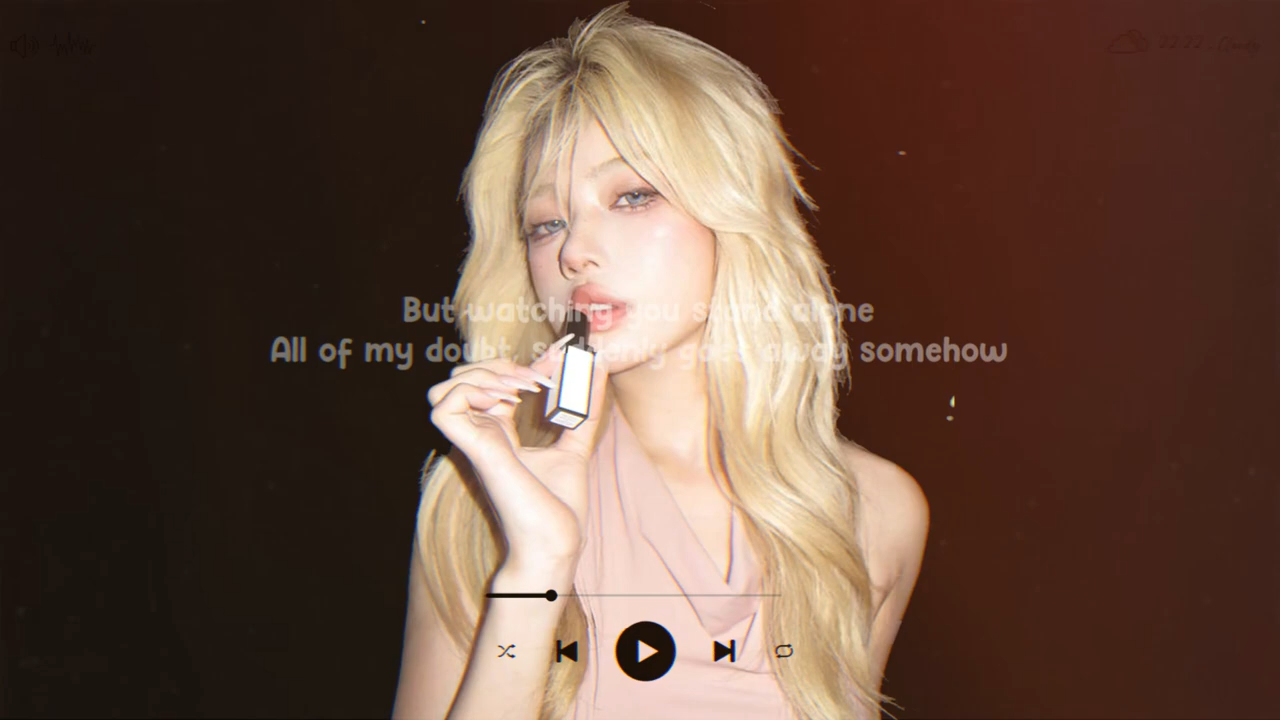 But watching you stand alone
All of my doubt, suddenly goes away somehow